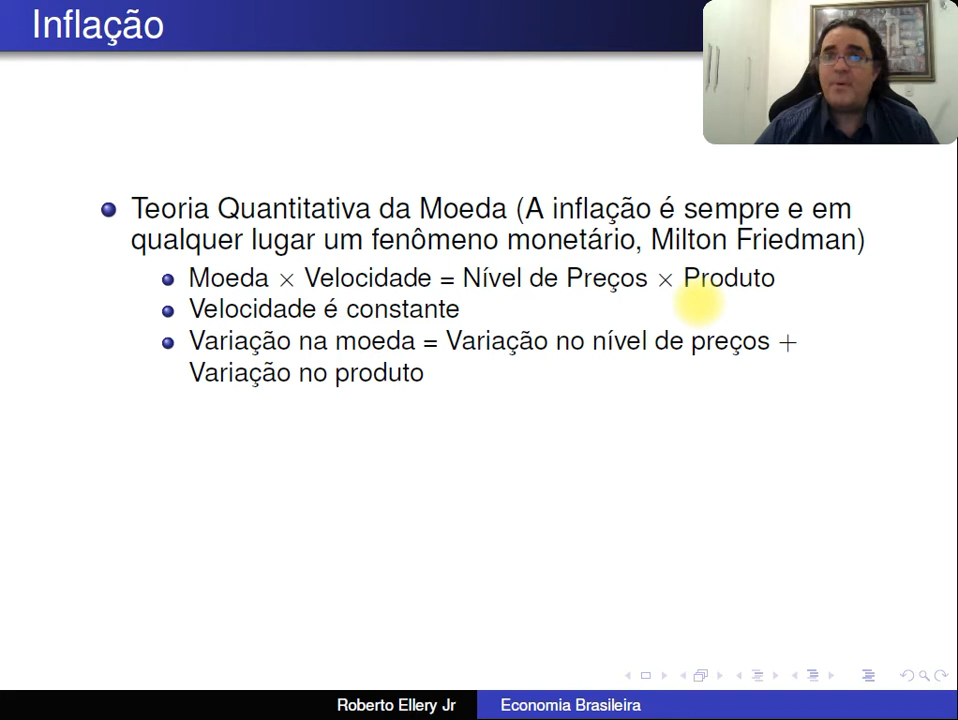 Inflação
Teoria Quantitativa da Moeda (A inflação é sempre e em
qualquer lugar um fenômeno monetário, Milton Friedman)
Moeda × Velocidade = Nível de Preços × Produto
Velocidade é constante
Variação na moeda = Variação no nível de preços +
Variação no produto
Roberto Ellery Jr
Economia Brasileira